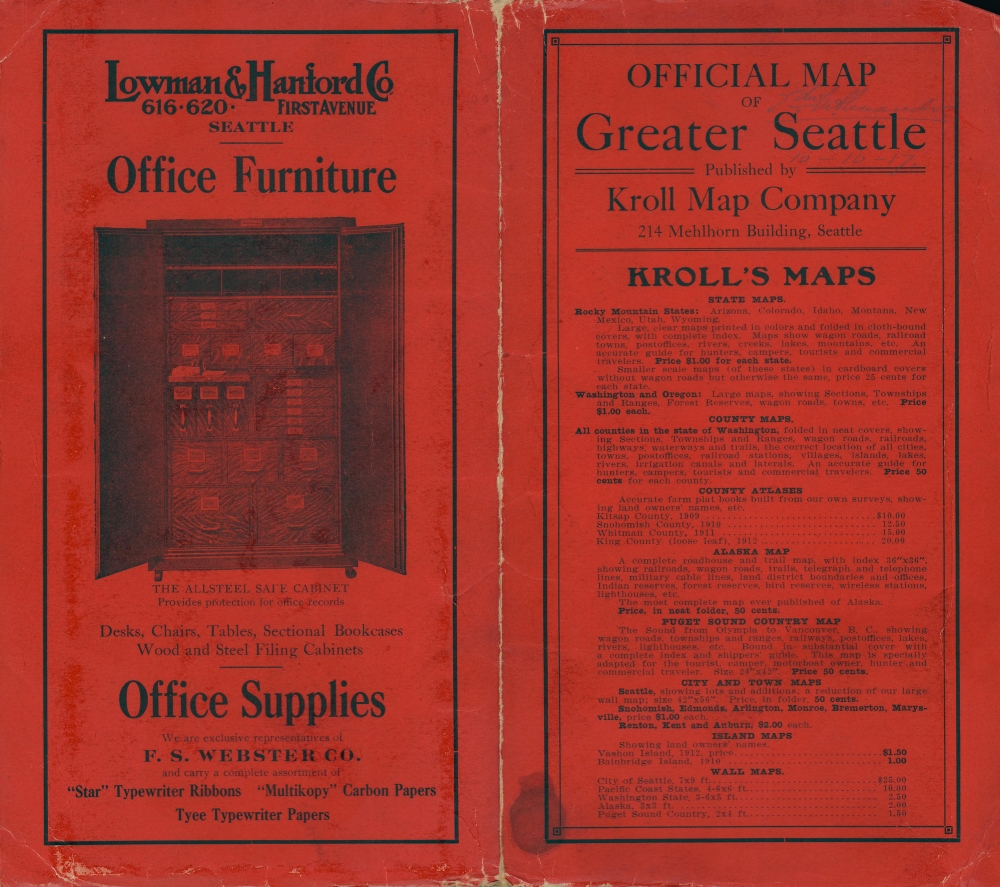 Lowman & Hanford Co
616·620· FIRST AVENUE
SEATTLE
Office Furniture
THE ALLSTEEL SAFE CABINET
Provides protection for office records
Desks, Chairs, Tables, Sectional Bookcases
Wood and Steel Filing Cabinets
Office Supplies
We are exclusive representatives of
F. S. WEBSTER CO.
and carry a complete assortment of
"Star" Typewriter Ribbons "Multikopy" Carbon Papers
Tyee Typewriter Papers
OFFICIAL MAP
OF
Greater Seattle
Published by
Kroll Map Company
214 Mehlhorn Building, Seattle
KROLL'S MAPS
STATE MAPS.
Rocky Mountain States: Arizona, Colorado, Idaho, Montana, New
Mexico, Utah, Wyoming.
Large, clear maps printed in colors and folded in cloth-bound
covers, with complete index. Maps show wagon roads, railroad
towns, postoffices, rivers, creeks, lakes, mountains, etc. An
accurate guide for hunters, campers, tourists and commercial
travelers. Price $1.00 for each state.
Smaller scale maps (of these states) in cardboard covers
without wagon roads but otherwise the same, price 25 cents for
each state.
Washington and Oregon: Large maps, showing Sections, Townships
and Ranges, Forest Reserves, wagon roads, towns, etc. Price
$1.00 each.
COUNTY MAPS.
All counties in the state of Washington, folded in neat covers, show-
ing Sections, Townships and Ranges, wagon roads, railroads,
highways, waterways and trails, the correct location of all cities,
towns, postoffices, railroad stations, villages, islands, lakes,
rivers, irrigation canals and laterals. An accurate guide for
hunters, campers, tourists and commercial travelers. Price 50
cents for each county.
COUNTY ATLASES
Accurate farm plat books built from our own surveys, show-
ing land owners' names, etc.
Kitsap County, 1909 $10.00
Snohomish County, 1910 12.50
Whitman County, 1911 15.00
King County (loose leaf), 1912 20.00
ALASKA MAP
A complete roadhouse and trail map, with index 36"x36",
showing railroads, wagon roads, trails, telegraph and telephone
lines, military cable lines, land district boundaries and offices,
Indian reserves, forest reserves, bird reserves, wireless stations,
lighthouses, etc.
The most complete map ever published of Alaska.
Price, in neat folder, 50 cents.
PUGET SOUND COUNTRY MAP
The Sound from Olympia to Vancouver, B. C., showing
wagon roads, townships and ranges, railways, postoffices, lakes,
rivers, lighthouses, etc. Bound in substantial cover with
a complete index and shippers' guide. This map is specially
adapted for the tourist, camper, motorboat owner, hunter and
commercial traveler. Size 24"x42". Price 50 cents.
CITY AND TOWN MAPS
Seattle, showing lots and additions, a reduction of our large
wall map; size 42"x56". Price, in folder, 50 cents.
Snohomish, Edmonds, Arlington, Monroe, Bremerton, Marys-
ville, price $1.00 each.
Renton, Kent and Auburn, $2.00 each.
ISLAND MAPS
Showing land owners' names.
Vashon Island, 1912, price $1.50
Bainbridge Island, 1910 1.00
WALL MAPS.
City of Seattle, 7x9 ft. $25.00
Pacific Coast States, 4-6x6 ft. 10.00
Washington State, 3-6x5 ft. 2.50
Alaska, 3x3 ft. 2.00
Puget Sound Country, 2x4 ft. 1.50